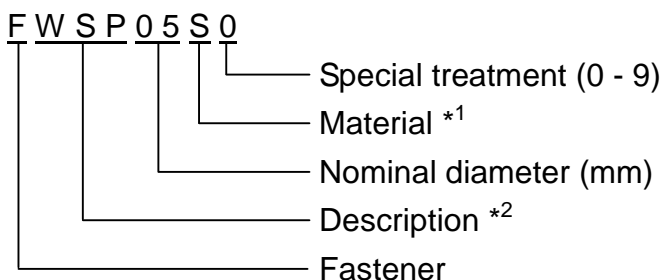 F W S P 0 5 S 0
Special treatment (0 - 9)
Material *1
Nominal diameter (mm)
Description *2
Fastener